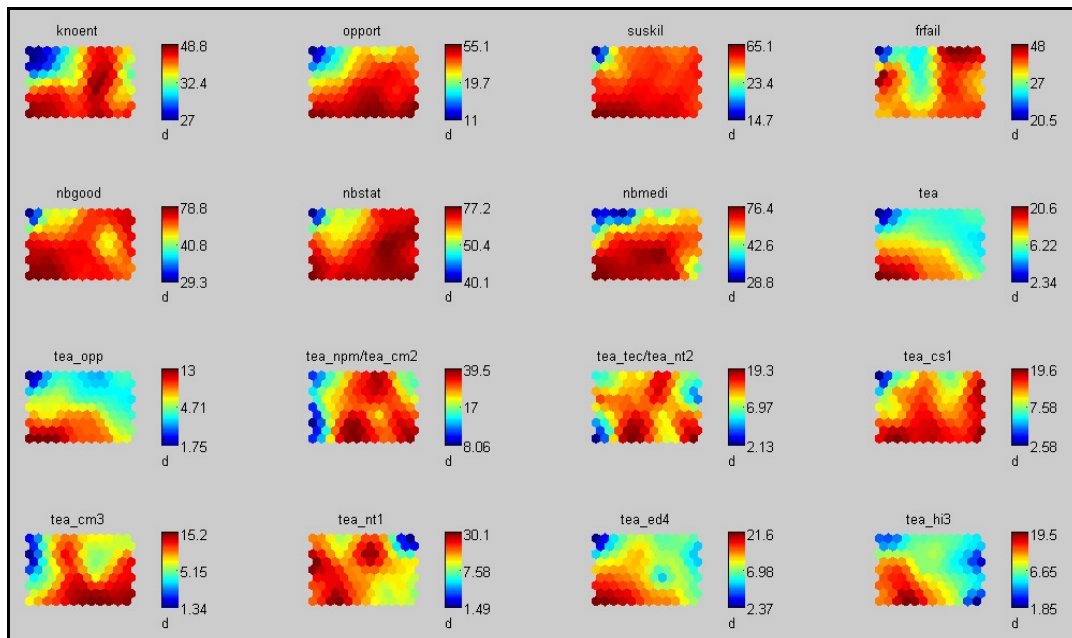 knoent
48.8
32.4
27
d
opport
55.1
19.7
11
d
suskil
65.1
23.4
14.7
d
frfail
48
27
20.5
d
nbgood
78.8
40.8
29.3
d
nbstat
77.2
50.4
40.1
d
nbmedi
76.4
42.6
28.8
d
tea
20.6
6.22
2.34
d
tea_opp
13
4.71
1.75
d
tea_npm/tea_cm2
39.5
17
8.06
d
tea_tec/tea_nt2
19.3
6.97
2.13
d
tea_cs1
19.6
7.58
2.58
d
tea_cm3
15.2
5.15
1.34
d
tea_nt1
30.1
7.58
1.49
d
tea_ed4
21.6
6.98
2.37
d
tea_hi3
19.5
6.65
1.85
d